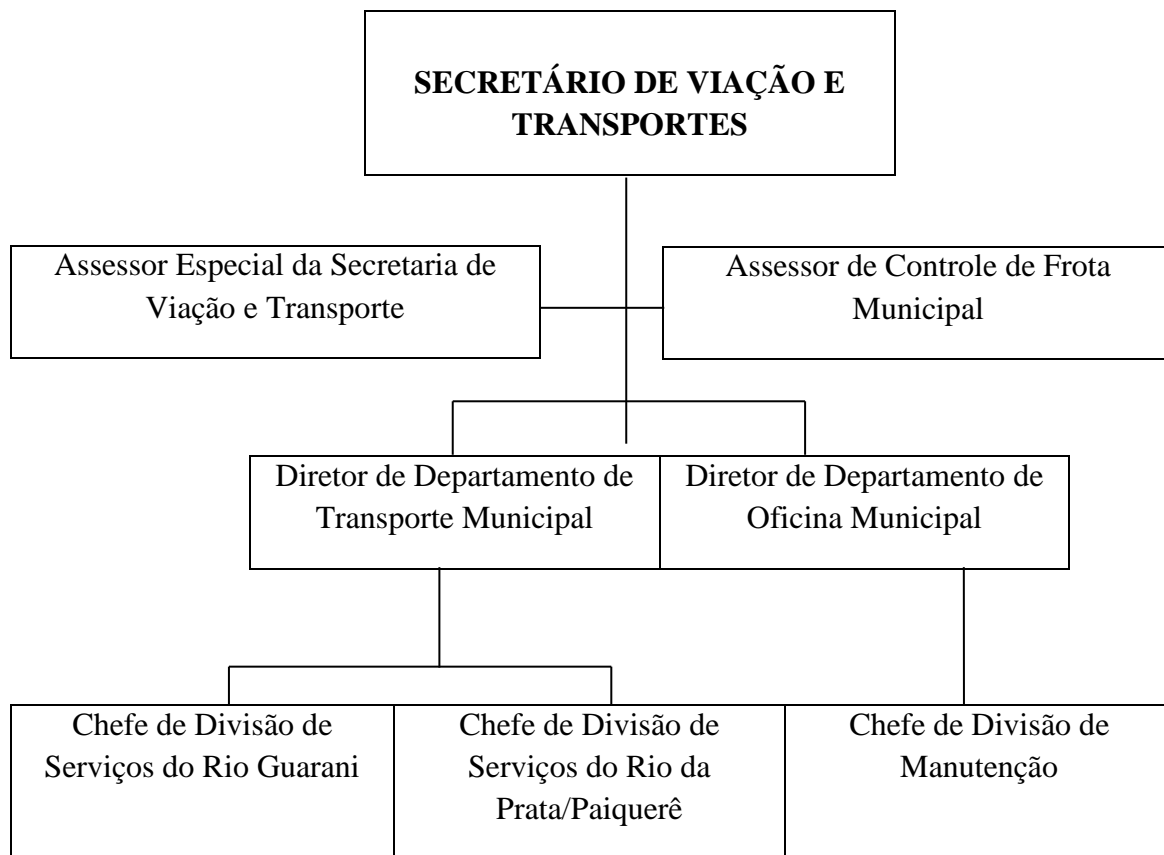 SECRETÁRIO DE VIAÇÃO E
TRANSPORTES
Assessor Especial da Secretaria de
Viação e Transporte
Assessor de Controle de Frota
Municipal
Diretor de Departamento de
Transporte Municipal
Diretor de Departamento de
Oficina Municipal
Chefe de Divisão de
Serviços do Rio Guarani
Chefe de Divisão de
Serviços do Rio da
Prata/Paiquerê
Chefe de Divisão de
Manutenção